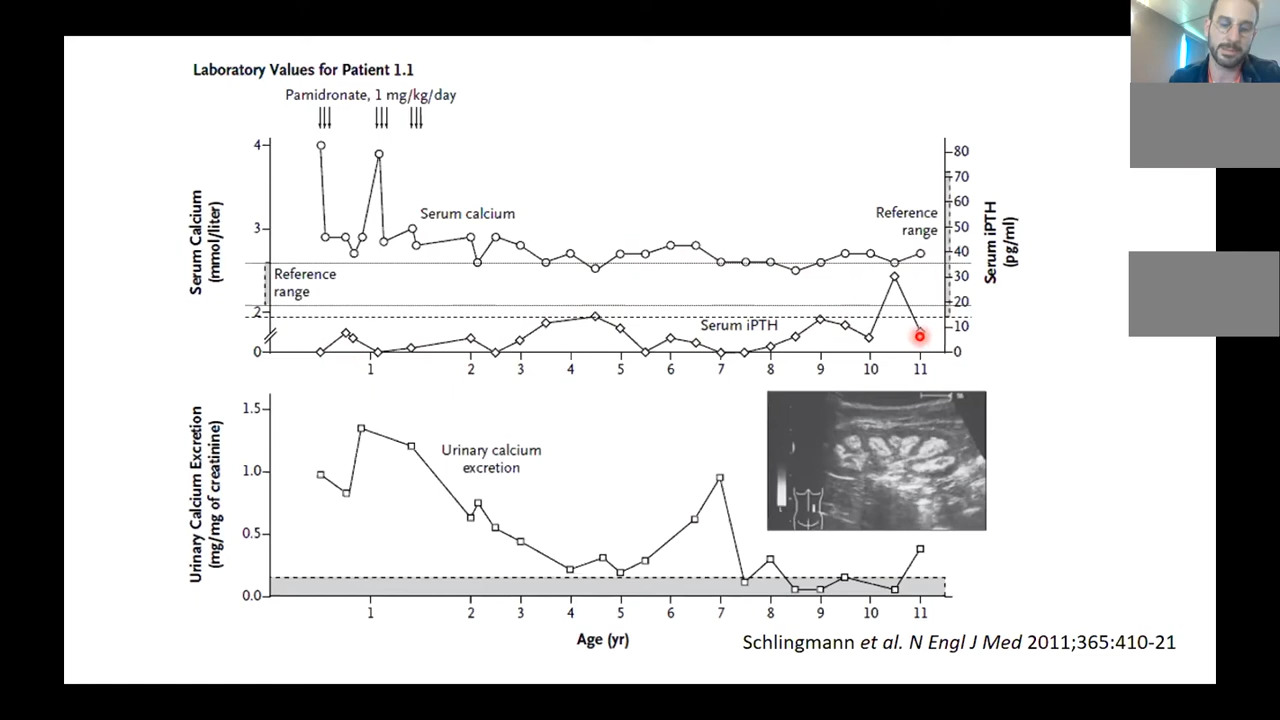 Laboratory Values for Patient 1.1
Pamidronate, 1 mg/kg/day
Serum Calcium
(mmol/liter)
4
3
2
0
Serum calcium
Reference
range
Reference
range
Serum iPTH
80
70
60
50
40
30
20
10
0
Serum iPTH
(pg/ml)
1 2 3 4 5 6 7 8 9 10 11
Urinary Calcium Excretion
(mg/mg of creatinine)
1.5
1.0
0.5
0.0
Urinary calcium
excretion
1 2 3 4 5 6 7 8 9 10 11
Age (yr)
Schlingmann et al. N Engl J Med 2011;365:410-21